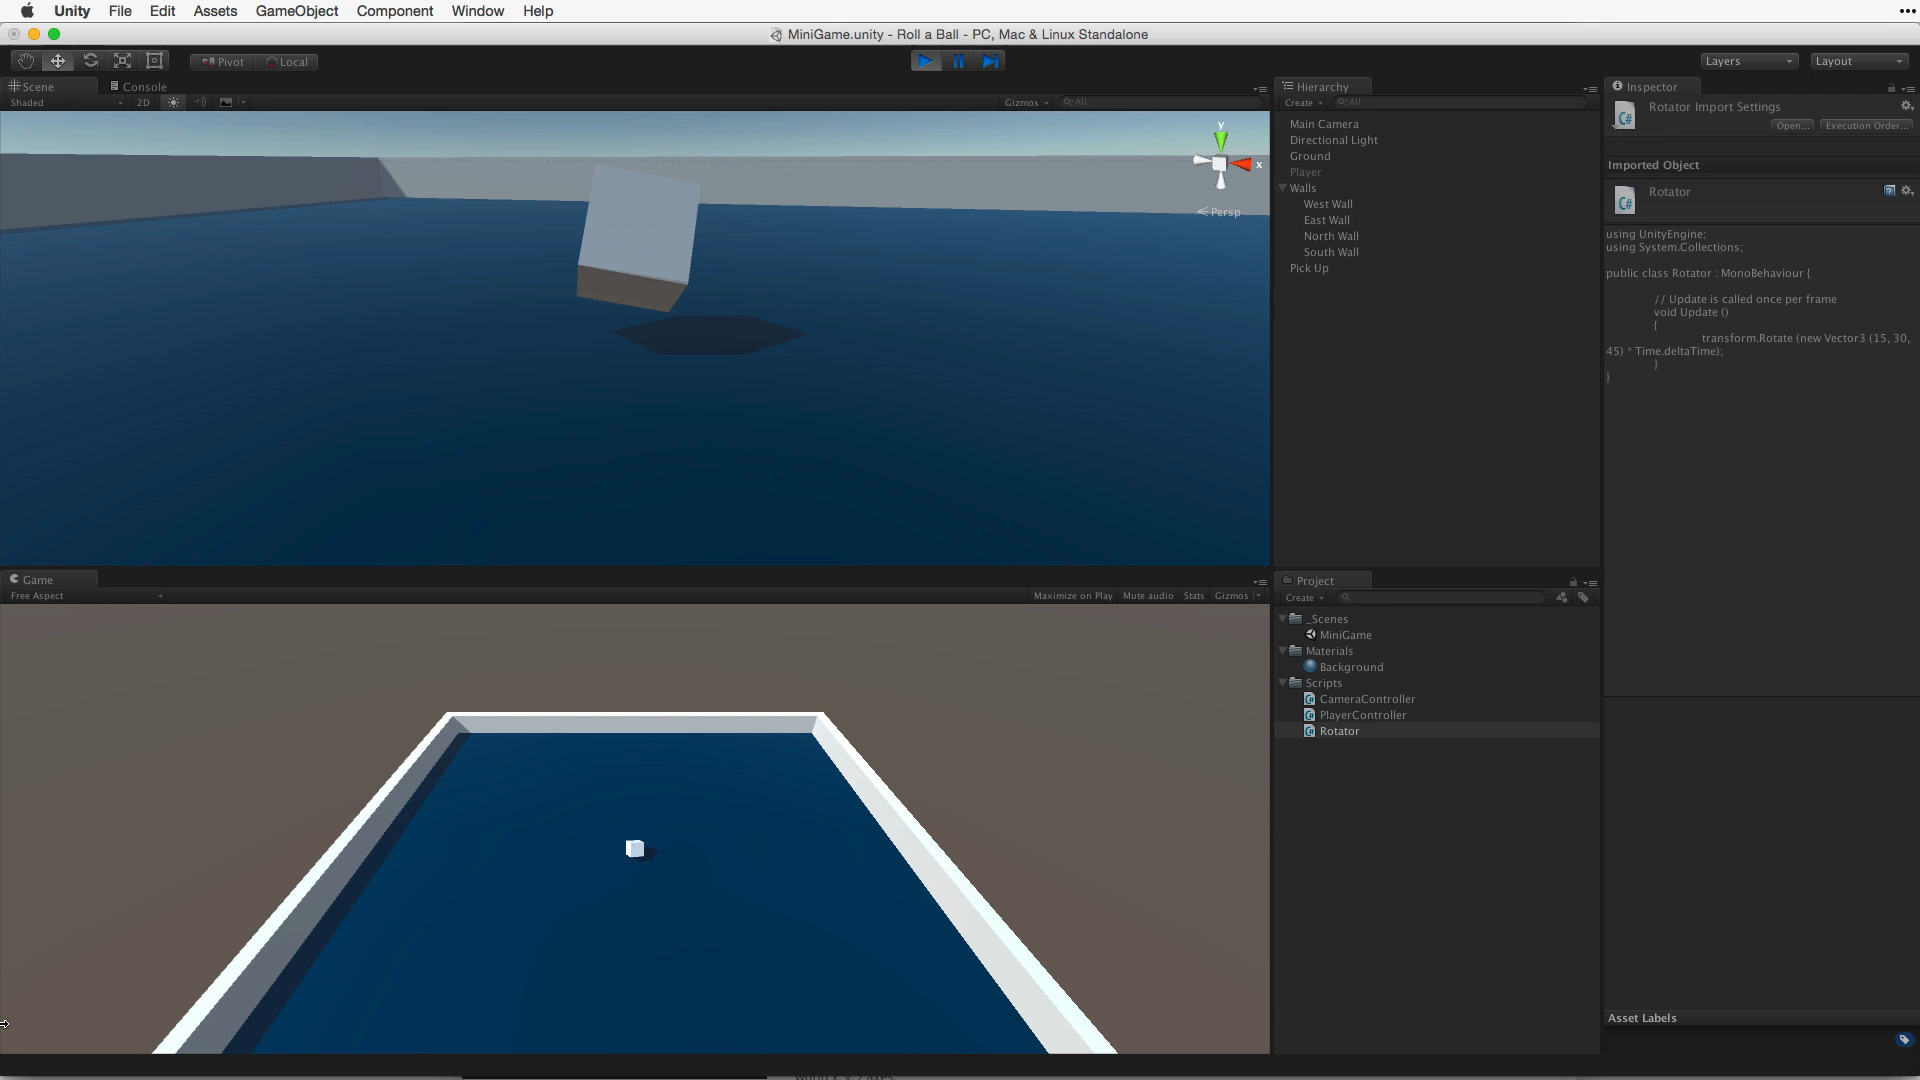 Unity File Edit Assets GameObject Component Window Help
MiniGame.unity - Roll a Ball - PC, Mac & Linux Standalone
Pivot Local
Layers Layout
Scene Console
Shaded 2D Gizmos All
y
x
Persp
Hierarchy
Create All
Main Camera
Directional Light
Ground
Player
Walls
West Wall
East Wall
North Wall
South Wall
Pick Up
Inspector
Rotator Import Settings
Open... Execution Order...
Imported Object
Rotator
using UnityEngine;
using System.Collections;
public class Rotator : MonoBehaviour {
// Update is called once per frame
void Update ()
{
transform.Rotate (new Vector3 (15, 30,
45) * Time.deltaTime);
}
}
Game
Free Aspect Maximize on Play Mute audio Stats Gizmos
Project
Create
_Scenes
MiniGame
Materials
Background
Scripts
CameraController
PlayerController
Rotator
Asset Labels